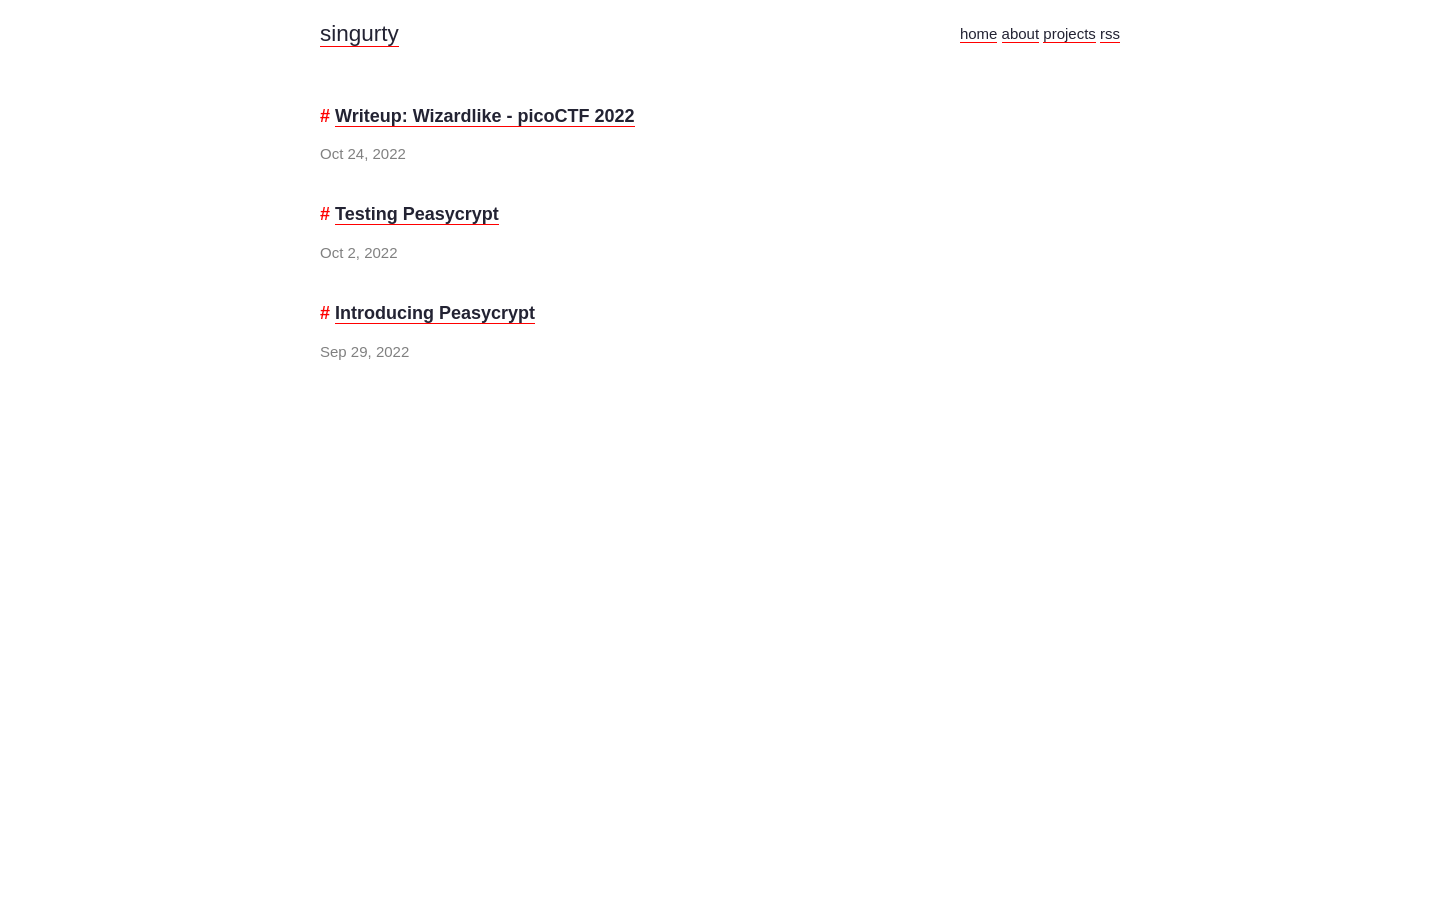 singurty
home about projects rss
# Writeup: Wizardlike - picoCTF 2022
Oct 24, 2022
# Testing Peasycrypt
Oct 2, 2022
# Introducing Peasycrypt
Sep 29, 2022